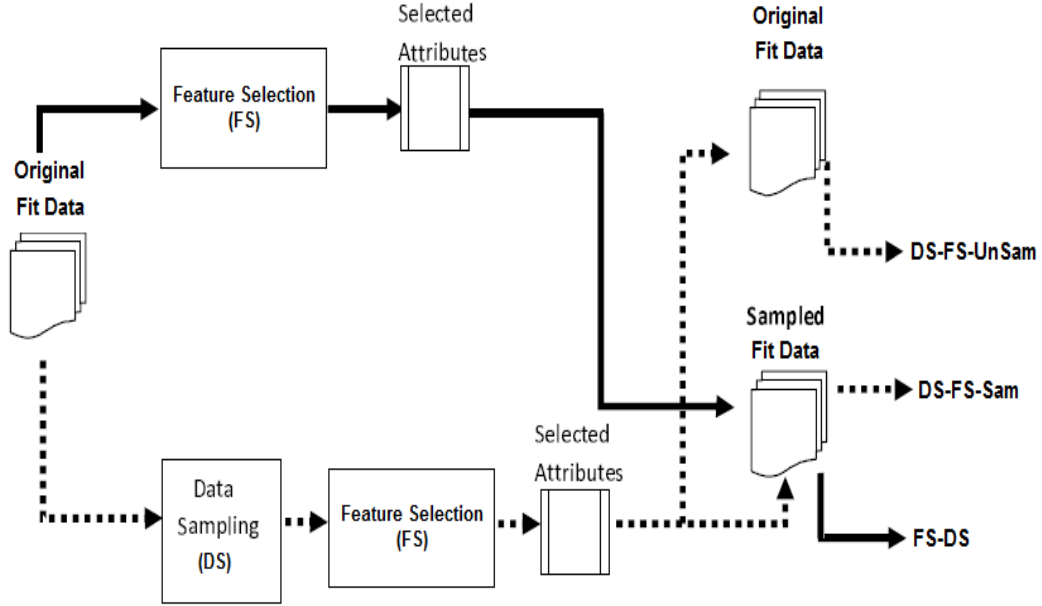 Selected
Attributes
Original
Fit Data
Feature Selection
(FS)
Original
Fit Data
DS-FS-UnSam
Sampled
Fit Data
DS-FS-Sam
Selected
Attributes
Data
Sampling
(DS)
Feature Selection
(FS)
FS-DS